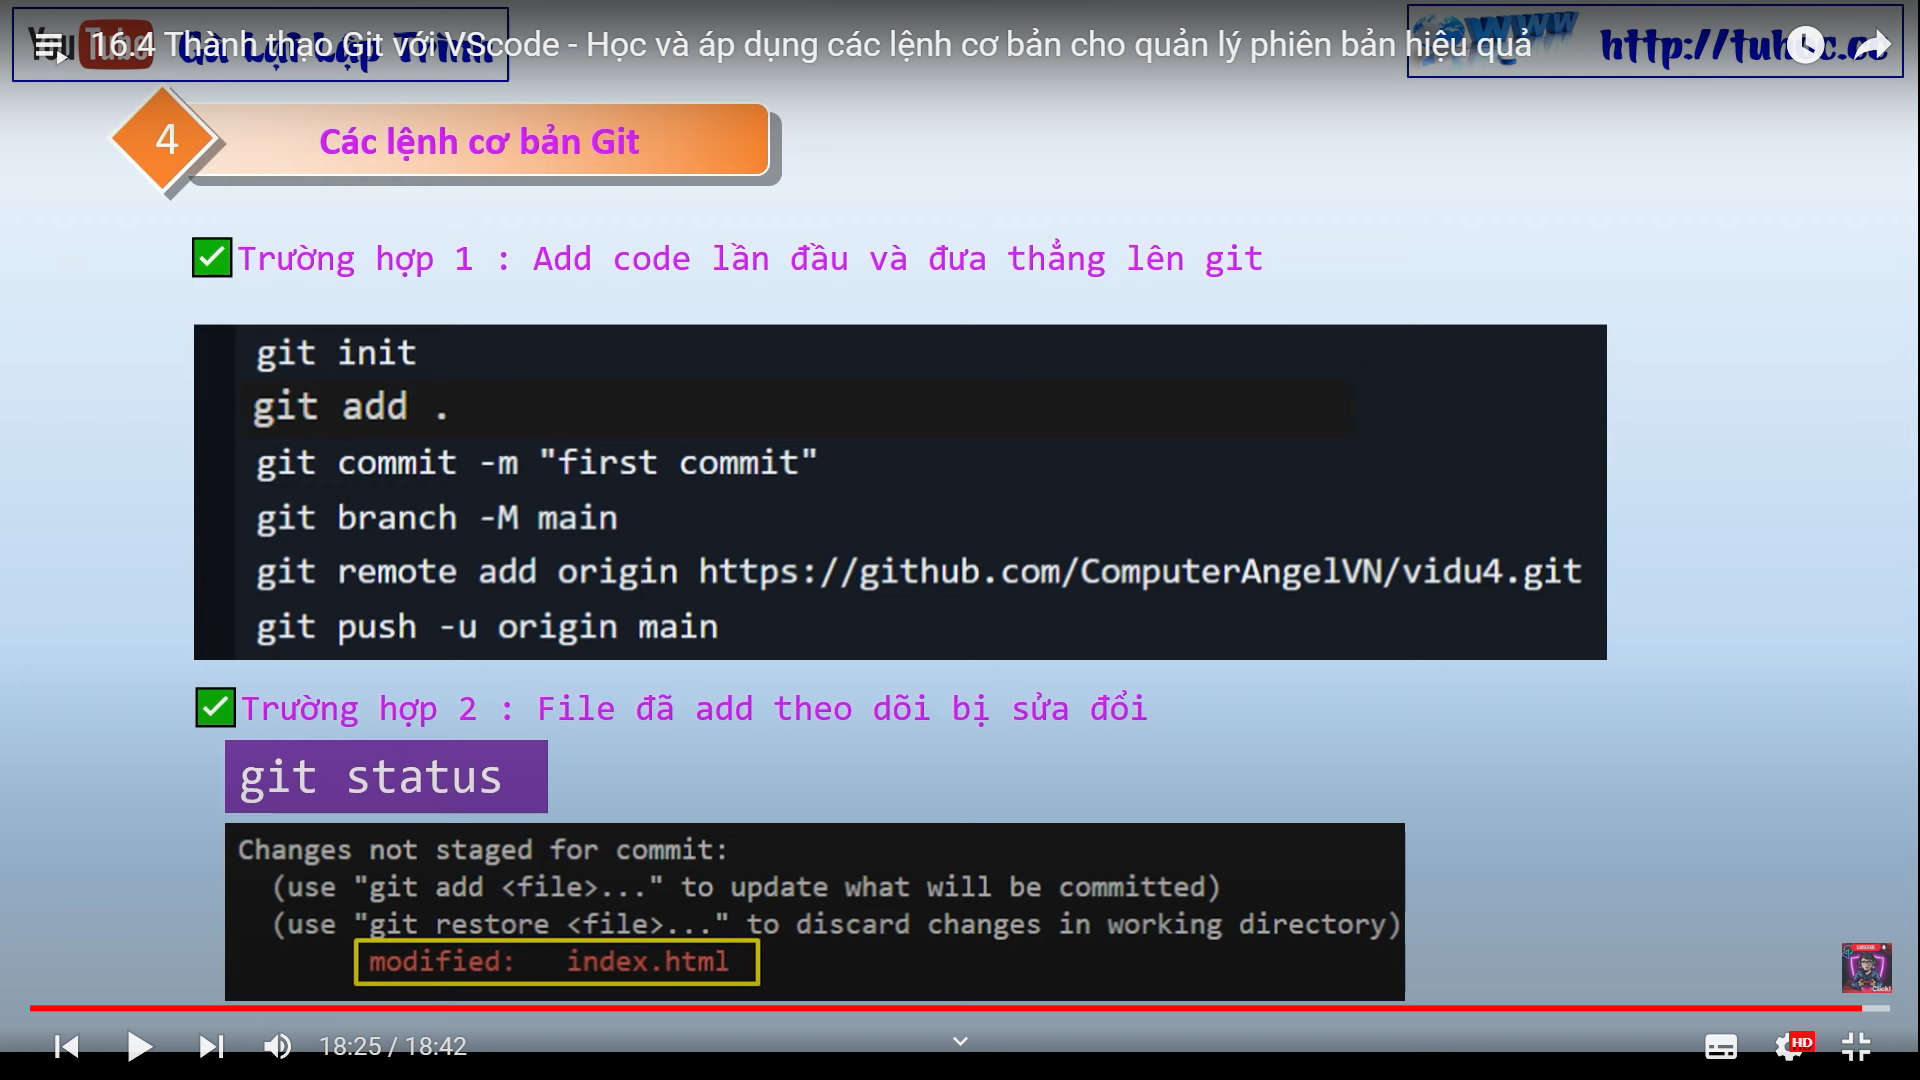 16.4 Thành thạo Git với VScode - Học và áp dụng các lệnh cơ bản cho quản lý phiên bản hiệu quả
YouTube
WWW
4
Các lệnh cơ bản Git
Trường hợp 1 : Add code lần đầu và đưa thẳng lên git
git init
git add .
git commit -m "first commit"
git branch -M main
git remote add origin https://github.com/ComputerAngelVN/vidu4.git
git push -u origin main
Trường hợp 2 : File đã add theo dõi bị sửa đổi
git status
Changes not staged for commit:
(use "git add <file>..." to update what will be committed)
(use "git restore <file>..." to discard changes in working directory)
modified: index.html
SUBSCRIBE
Click!
18:25 / 18:42
HD